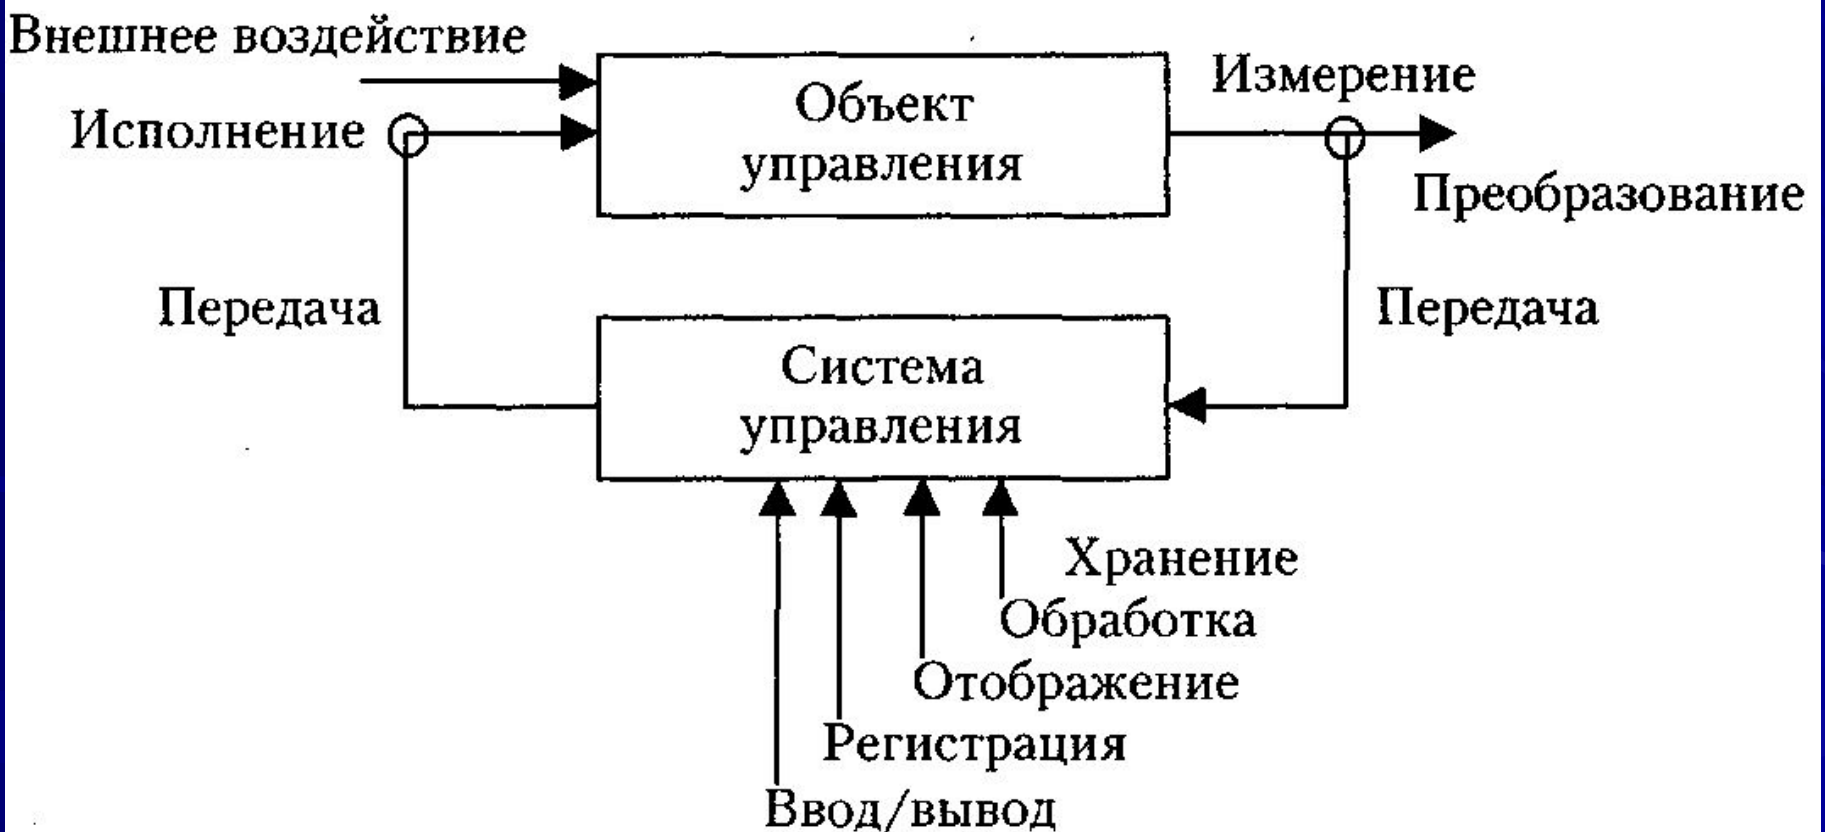 Внешнее воздействие
Исполнение
Объект
управления
Измерение
Преобразование
Передача
Передача
Система
управления
Хранение
Обработка
Отображение
Регистрация
Ввод/вывод